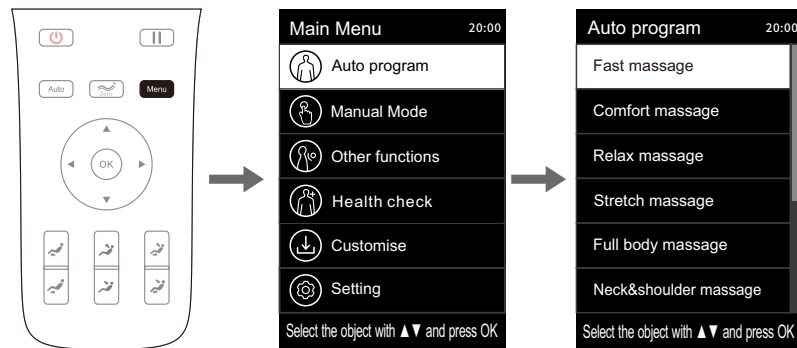 Auto
Zero
Menu
OK
Main Menu 20:00
Auto program
Manual Mode
Other functions
Health check
Customise
Setting
Select the object with ▲▼ and press OK
Auto program 20:00
Fast massage
Comfort massage
Relax massage
Stretch massage
Full body massage
Neck&shoulder massage
Select the object with ▲▼ and press OK